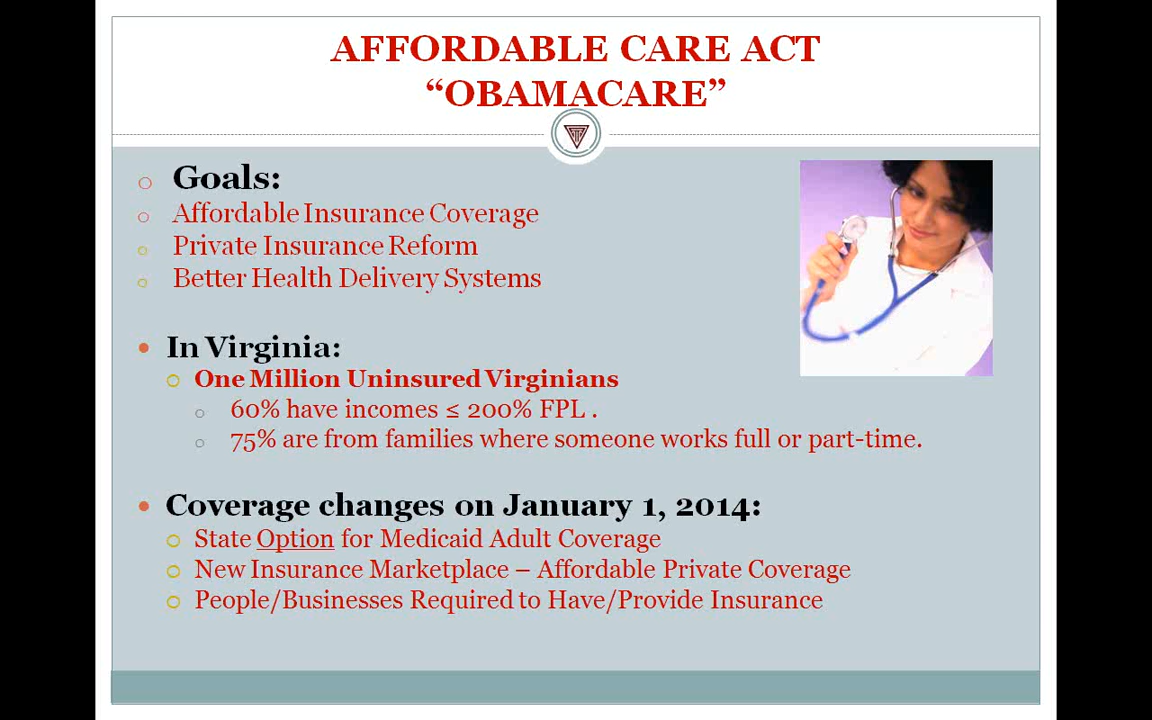 AFFORDABLE CARE ACT
“OBAMACARE”
Goals:
Affordable Insurance Coverage
Private Insurance Reform
Better Health Delivery Systems
In Virginia:
One Million Uninsured Virginians
60% have incomes ≤ 200% FPL .
75% are from families where someone works full or part-time.
Coverage changes on January 1, 2014:
State Option for Medicaid Adult Coverage
New Insurance Marketplace – Affordable Private Coverage
People/Businesses Required to Have/Provide Insurance